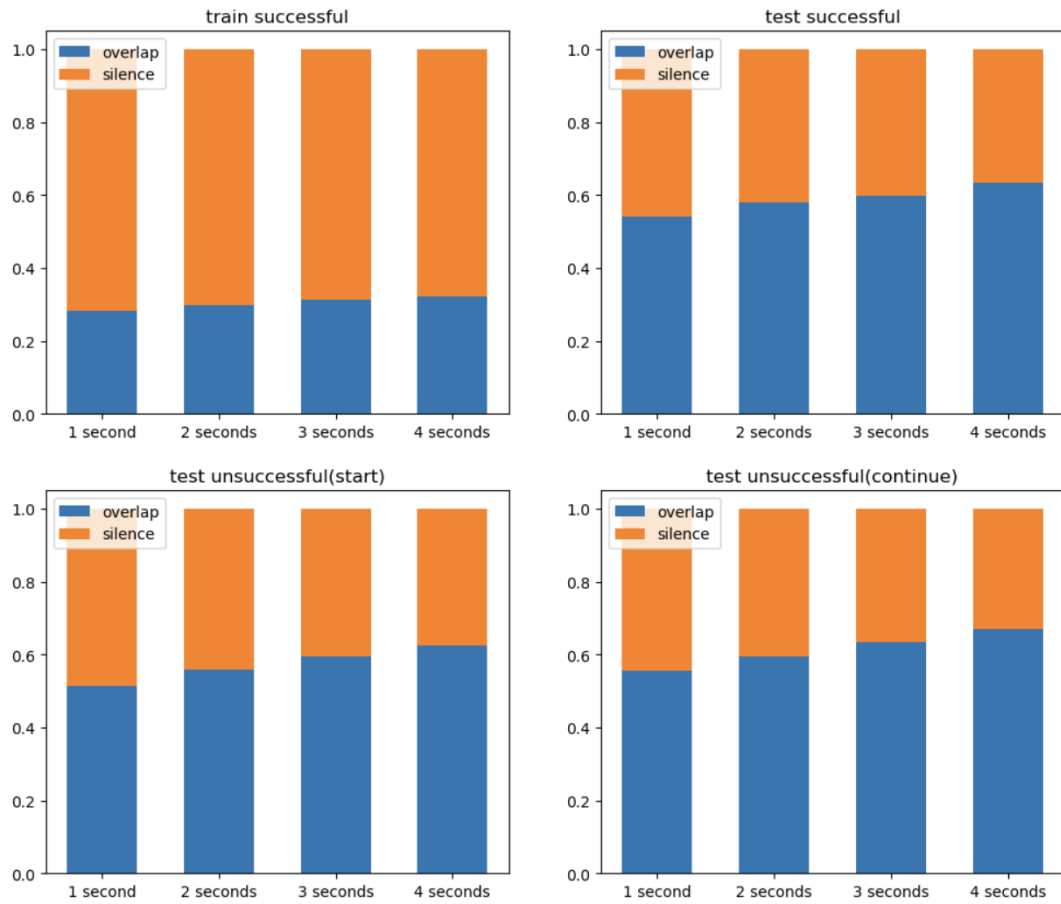 train successful
overlap
silence
1.0
0.8
0.6
0.4
0.2
0.0
1 second 2 seconds 3 seconds 4 seconds
test successful
overlap
silence
1.0
0.8
0.6
0.4
0.2
0.0
1 second 2 seconds 3 seconds 4 seconds
test unsuccessful(start)
overlap
silence
1.0
0.8
0.6
0.4
0.2
0.0
1 second 2 seconds 3 seconds 4 seconds
test unsuccessful(continue)
overlap
silence
1.0
0.8
0.6
0.4
0.2
0.0
1 second 2 seconds 3 seconds 4 seconds